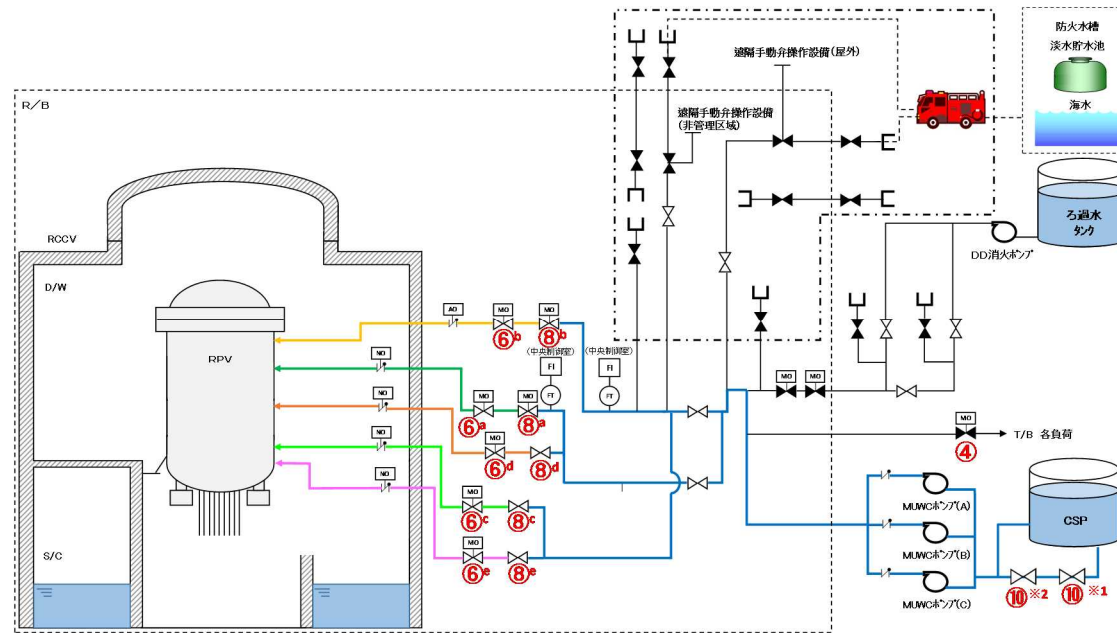 防火水槽
淡水貯水池
海水
遠隔手動弁操作設備(屋外)
遠隔手動弁操作設備
(非管理区域)
R/B
ろ過水
タンク
DD消火ポンプ
RCCV
D/W
RPV
S/C
AO
MO
MO
⑥b
⑧b
(中央制御室)
(中央制御室)
FI
FI
FT
FT
NO
MO
MO
⑥a
⑧a
NO
MO
⑥d
⑧d
NO
MO
⑥c
⑧c
NO
MO
⑥e
⑧e
MO
MO
MO
④
T/B 各負荷
MUWCポンプ(A)
MUWCポンプ(B)
MUWCポンプ(C)
CSP
⑩※2
⑩※1